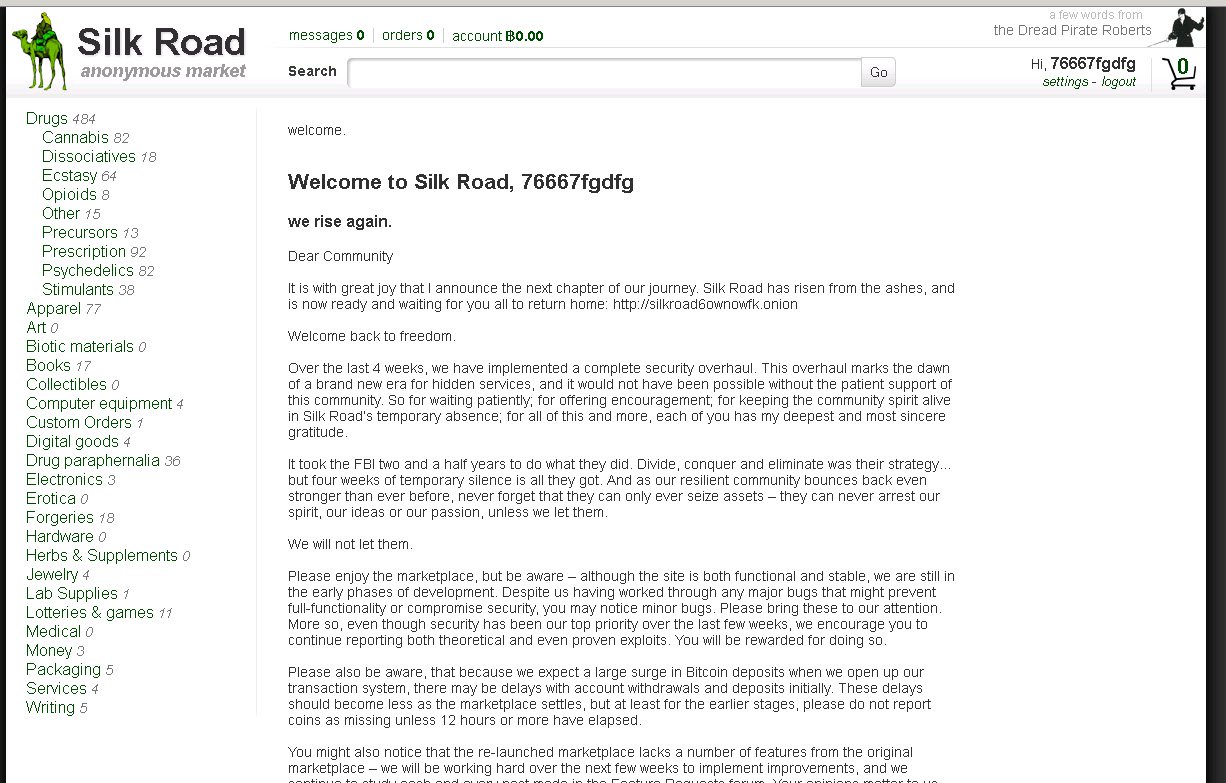 Silk Road
anonymous market
messages 0
orders 0
account ฿0.00
a few words from
the Dread Pirate Roberts
Search
Go
Hi, 76667fgdfg
settings - logout
0
Drugs 484
Cannabis 82
Dissociatives 18
Ecstasy 64
Opioids 8
Other 15
Precursors 13
Prescription 92
Psychedelics 82
Stimulants 38
Apparel 77
Art 0
Biotic materials 0
Books 17
Collectibles 0
Computer equipment 4
Custom Orders 1
Digital goods 4
Drug paraphernalia 36
Electronics 3
Erotica 0
Forgeries 18
Hardware 0
Herbs & Supplements 0
Jewelry 4
Lab Supplies 1
Lotteries & games 11
Medical 0
Money 3
Packaging 5
Services 4
Writing 5
welcome.
Welcome to Silk Road, 76667fgdfg
we rise again.
Dear Community
It is with great joy that I announce the next chapter of our journey. Silk Road has risen from the ashes, and
is now ready and waiting for you all to return home: http://silkroad6ownowfk.onion
Welcome back to freedom.
Over the last 4 weeks, we have implemented a complete security overhaul. This overhaul marks the dawn
of a brand new era for hidden services, and it would not have been possible without the patient support of
this community. So for waiting patiently; for offering encouragement; for keeping the community spirit alive
in Silk Road's temporary absence; for all of this and more, each of you has my deepest and most sincere
gratitude.
It took the FBI two and a half years to do what they did. Divide, conquer and eliminate was their strategy...
but four weeks of temporary silence is all they got. And as our resilient community bounces back even
stronger than ever before, never forget that they can only ever seize assets – they can never arrest our
spirit, our ideas or our passion, unless we let them.
We will not let them.
Please enjoy the marketplace, but be aware – although the site is both functional and stable, we are still in
the early phases of development. Despite us having worked through any major bugs that might prevent
full-functionality or compromise security, you may notice minor bugs. Please bring these to our attention.
More so, even though security has been our top priority over the last few weeks, we encourage you to
continue reporting both theoretical and even proven exploits. You will be rewarded for doing so.
Please also be aware, that because we expect a large surge in Bitcoin deposits when we open up our
transaction system, there may be delays with account withdrawals and deposits initially. These delays
should become less as the marketplace settles, but at least for the earlier stages, please do not report
coins as missing unless 12 hours or more have elapsed.
You might also notice that the re-launched marketplace lacks a number of features from the original
marketplace – we will be working hard over the next few weeks to implement improvements, and we